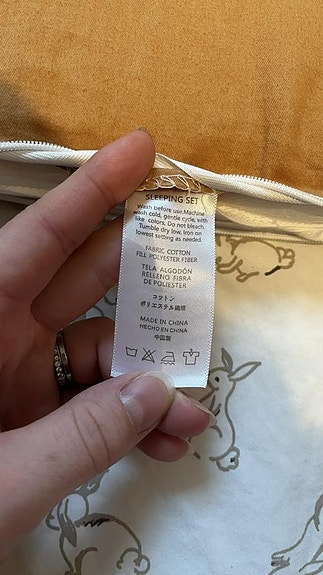 SLEEPING SET
Wash before use.Machine
wash cold, gentle cycle, with
like colors. Do not bleach.
Tumble dry low. Iron on
lowest setting as needed.
FABRIC COTTON
FILL POLYESTER FIBER
TELA ALGODÓN
RELLENO FIBRA
DE POLIESTER
コットン
ポリエステル繊維
MADE IN CHINA
HECHO EN CHINA
中国製